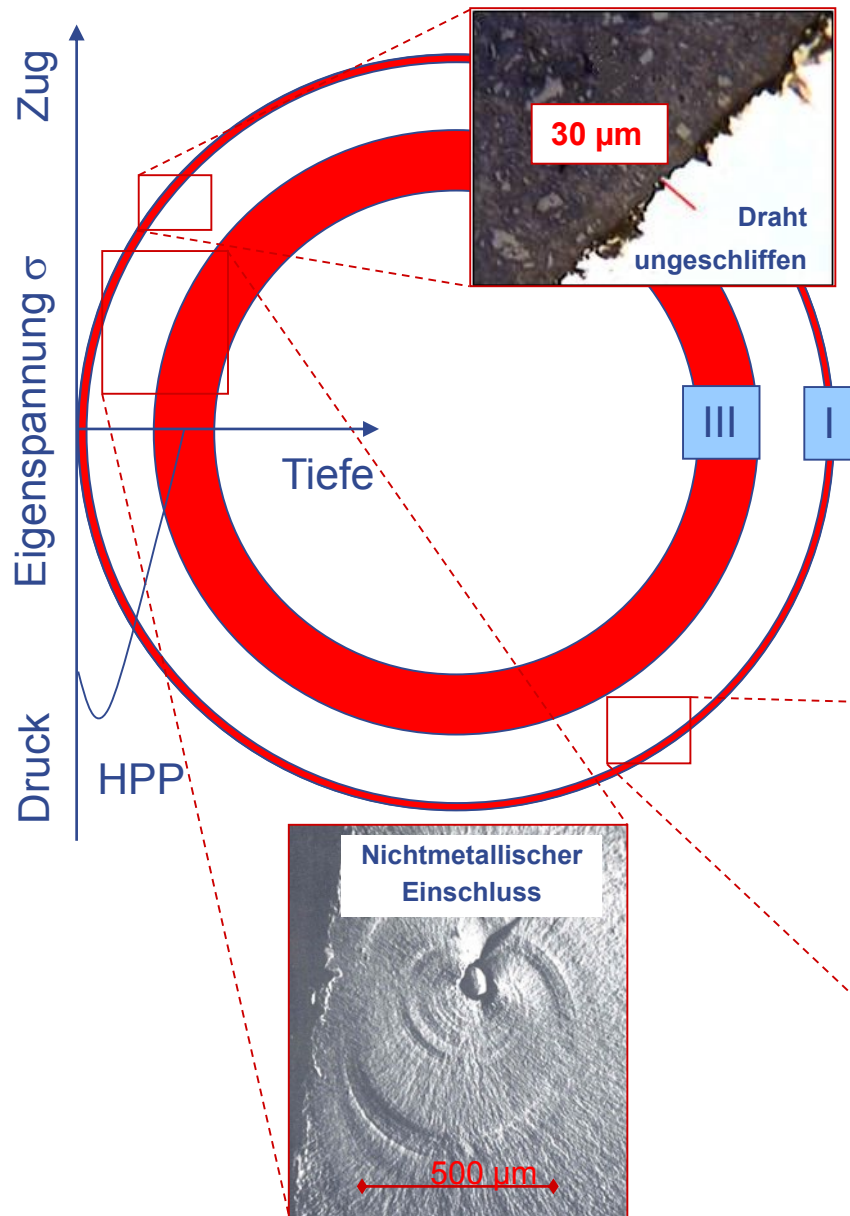 Zug
Eigenspannung σ
Druck
30 µm
Draht
ungeschliffen
III
I
Tiefe
HPP
Nichtmetallischer
Einschluss
500 µm